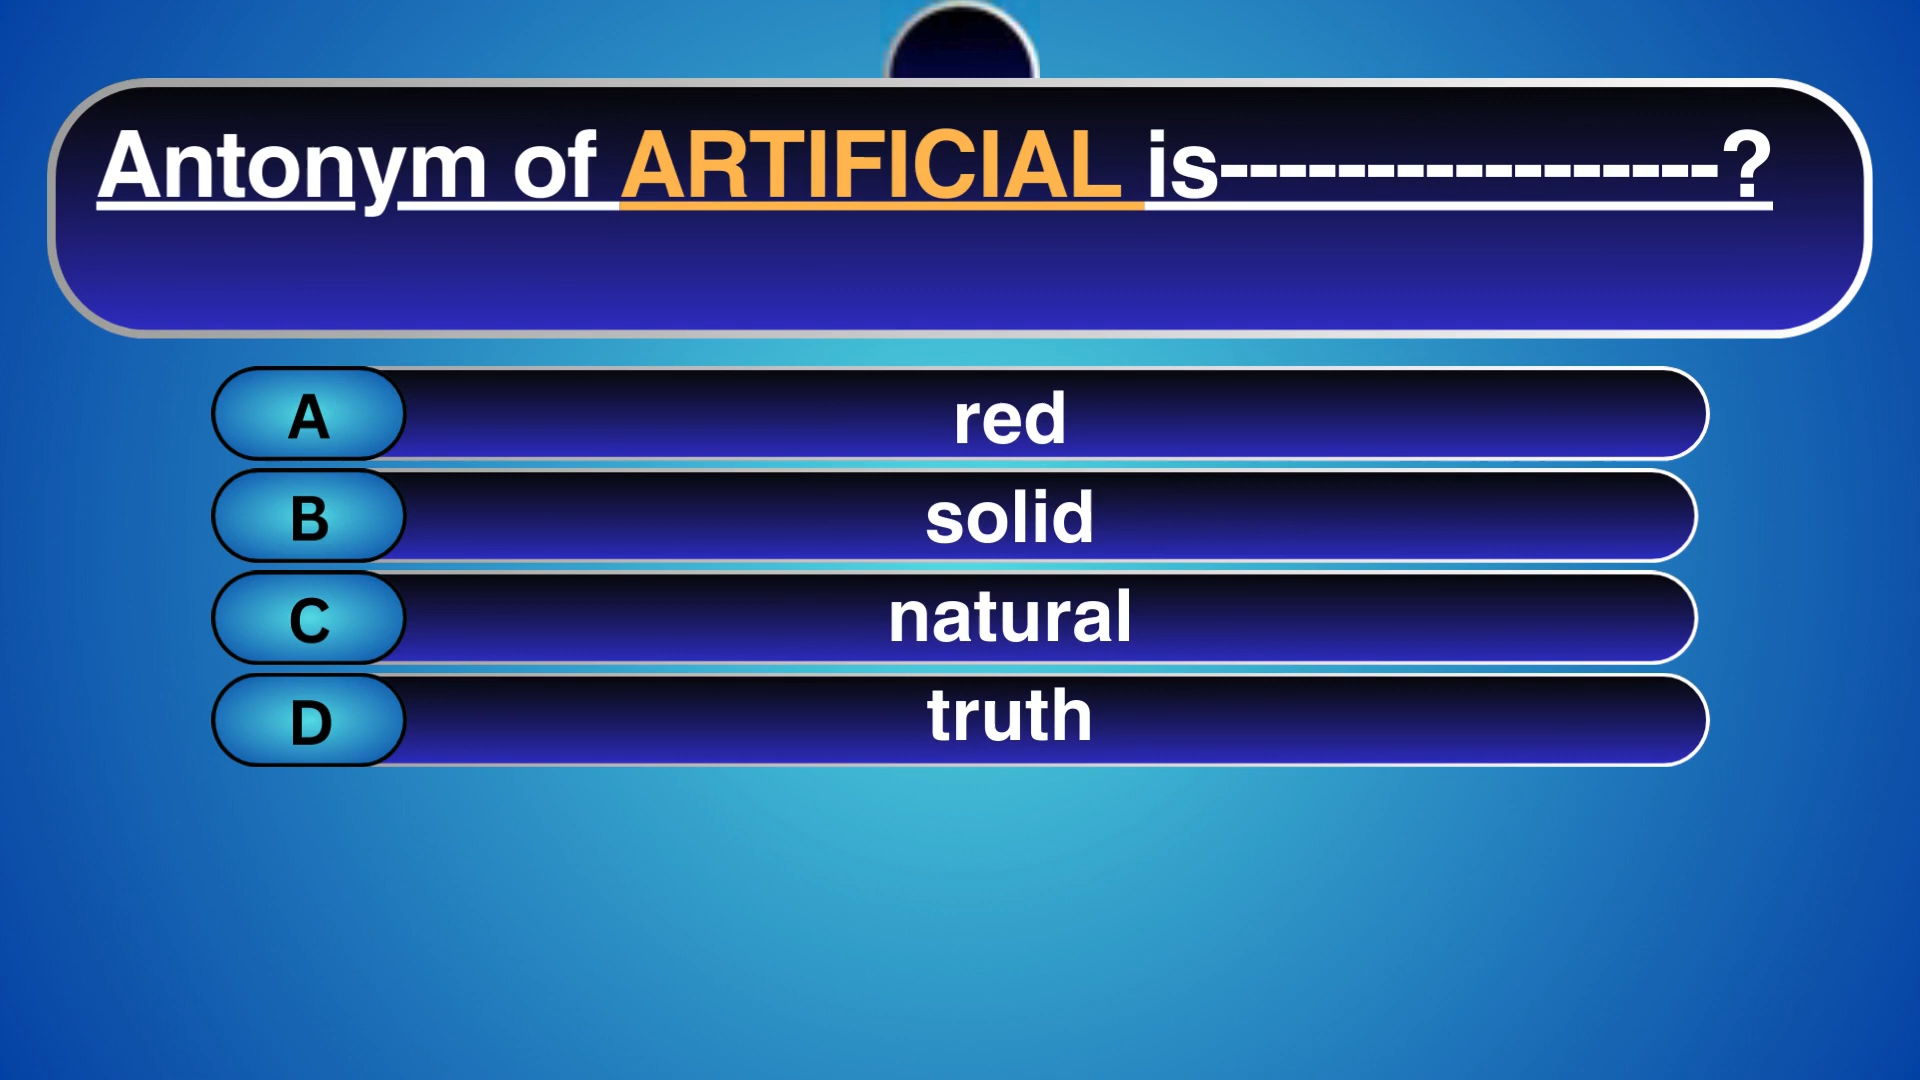 Antonym of ARTIFICIAL is-----------------?
A red
B solid
C natural
D truth